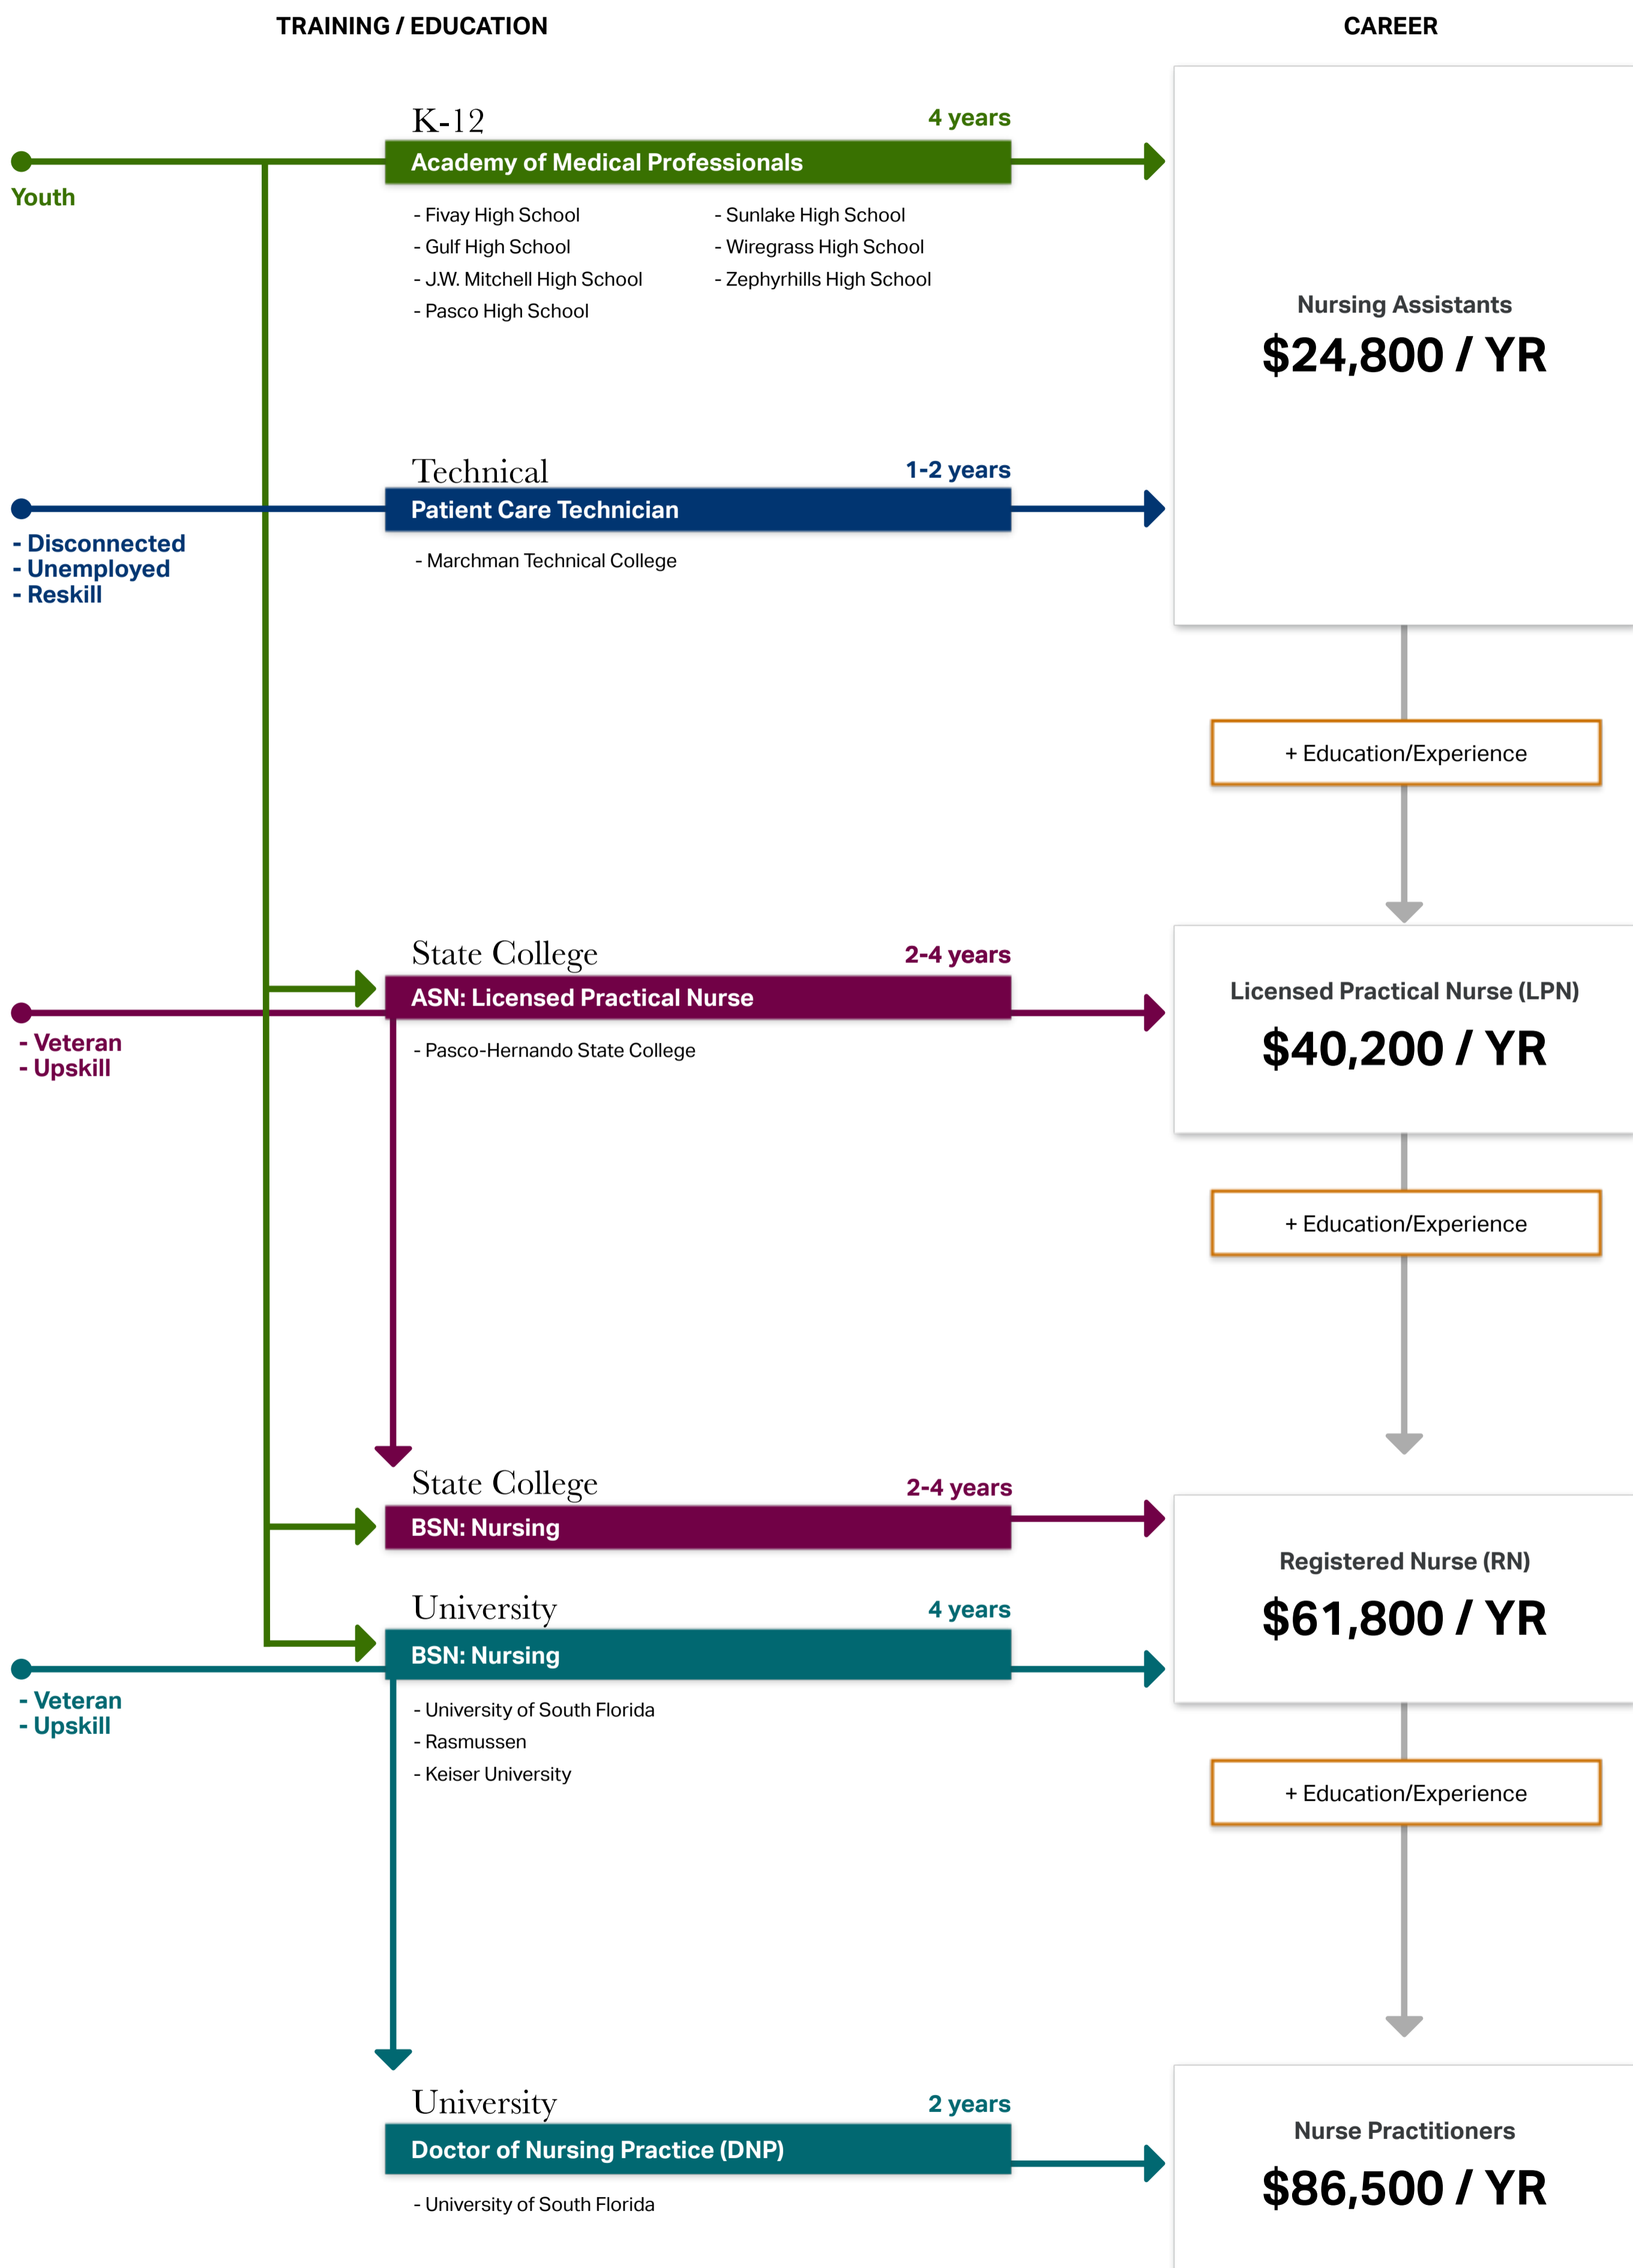 TRAINING / EDUCATION
CAREER
K-12
4 years
Academy of Medical Professionals
Youth
- Fivay High School
- Sunlake High School
- Gulf High School
- Wiregrass High School
- J.W. Mitchell High School
- Zephyrhills High School
- Pasco High School
Nursing Assistants
$24,800 / YR
Technical
1-2 years
Patient Care Technician
- Disconnected
- Unemployed
- Reskill
- Marchman Technical College
+ Education/Experience
State College
2-4 years
ASN: Licensed Practical Nurse
- Veteran
- Upskill
- Pasco-Hernando State College
Licensed Practical Nurse (LPN)
$40,200 / YR
+ Education/Experience
State College
2-4 years
BSN: Nursing
University
4 years
BSN: Nursing
- Veteran
- Upskill
- University of South Florida
- Rasmussen
- Keiser University
Registered Nurse (RN)
$61,800 / YR
+ Education/Experience
University
2 years
Doctor of Nursing Practice (DNP)
- University of South Florida
Nurse Practitioners
$86,500 / YR